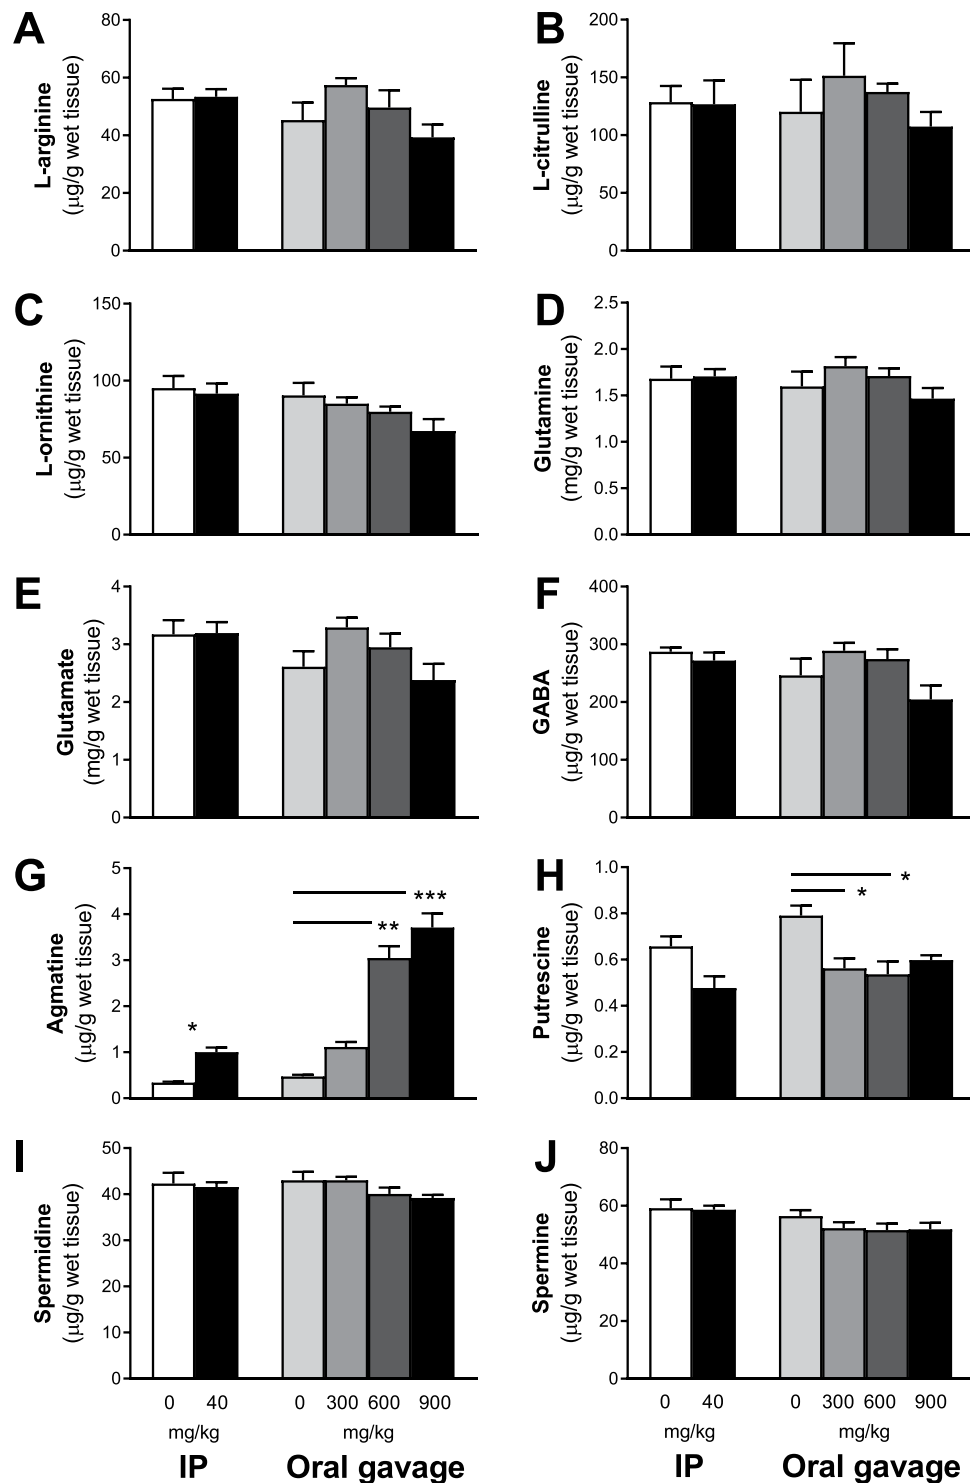 A
L-arginine
(μg/g wet tissue)
80
60
40
20
0
B
L-citrulline
(μg/g wet tissue)
200
150
100
50
0
C
L-ornithine
(μg/g wet tissue)
150
100
50
0
D
Glutamine
(mg/g wet tissue)
2.5
2.0
1.5
1.0
0.5
0.0
E
Glutamate
(mg/g wet tissue)
4
3
2
1
0
F
GABA
(μg/g wet tissue)
400
300
200
100
0
G
Agmatine
(μg/g wet tissue)
5
4
3
2
1
0
*
**
***
H
Putrescine
(μg/g wet tissue)
1.0
0.8
0.6
0.4
0.2
0.0
*
*
I
Spermidine
(μg/g wet tissue)
50
40
30
20
10
0
0 40 0 300 600 900
mg/kg mg/kg
IP Oral gavage
J
Spermine
(μg/g wet tissue)
80
60
40
20
0
0 40 0 300 600 900
mg/kg mg/kg
IP Oral gavage